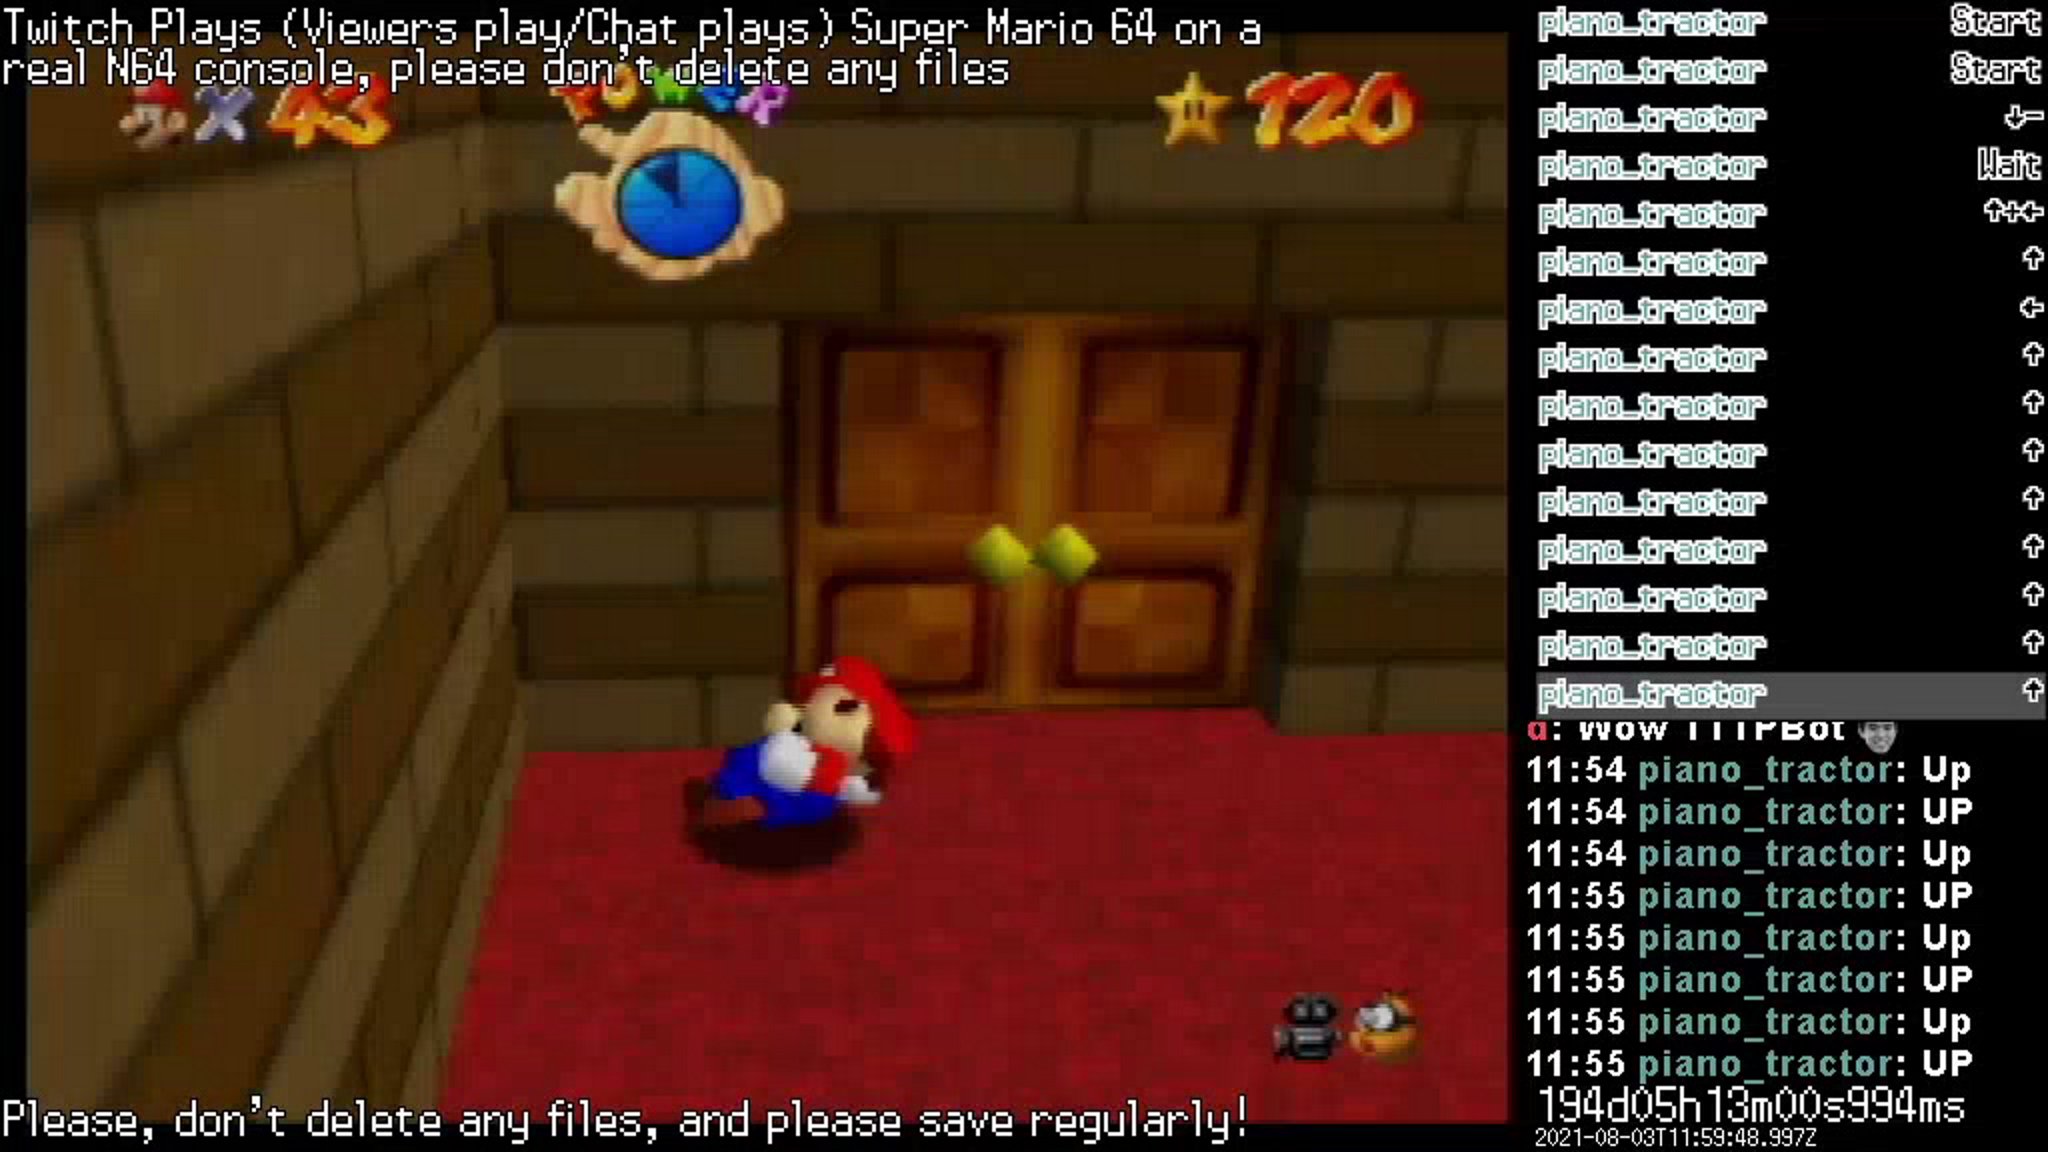 Twitch Plays (Viewers play/Chat plays) Super Mario 64 on a
real N64 console, please don't delete any files
x 43
POWER
120
piano_tractor Start
piano_tractor Start
piano_tractor ↓-
piano_tractor Wait
piano_tractor ↑+←
piano_tractor ↑
piano_tractor ←
piano_tractor ↑
piano_tractor ↑
piano_tractor ↑
piano_tractor ↑
piano_tractor ↑
piano_tractor ↑
piano_tractor ↑
piano_tractor ↑
: Wow TTTPBot
11:54 piano_tractor: Up
11:54 piano_tractor: UP
11:54 piano_tractor: Up
11:55 piano_tractor: UP
11:55 piano_tractor: Up
11:55 piano_tractor: UP
11:55 piano_tractor: Up
11:55 piano_tractor: UP
194d05h13m00s994ms
2021-08-03T11:59:48.997Z
Please, don't delete any files, and please save regularly!